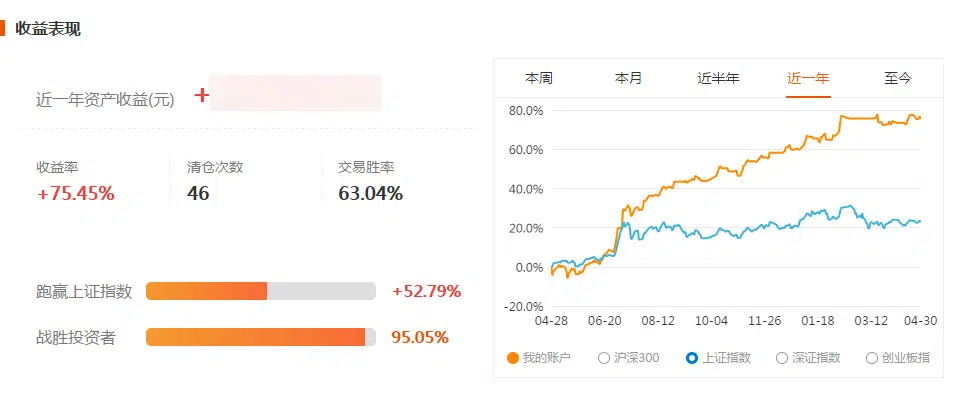 收益表现
近一年资产收益(元)
+
收益率
清仓次数
交易胜率
+75.45%
46
63.04%
跑赢上证指数
+52.79%
战胜投资者
95.05%
本周
本月
近半年
近一年
至今
80.0%
60.0%
40.0%
20.0%
0.0%
-20.0%
04-28
06-20
08-12
10-04
11-26
01-18
03-12
04-30
我的账户
沪深300
上证指数
深证指数
创业板指